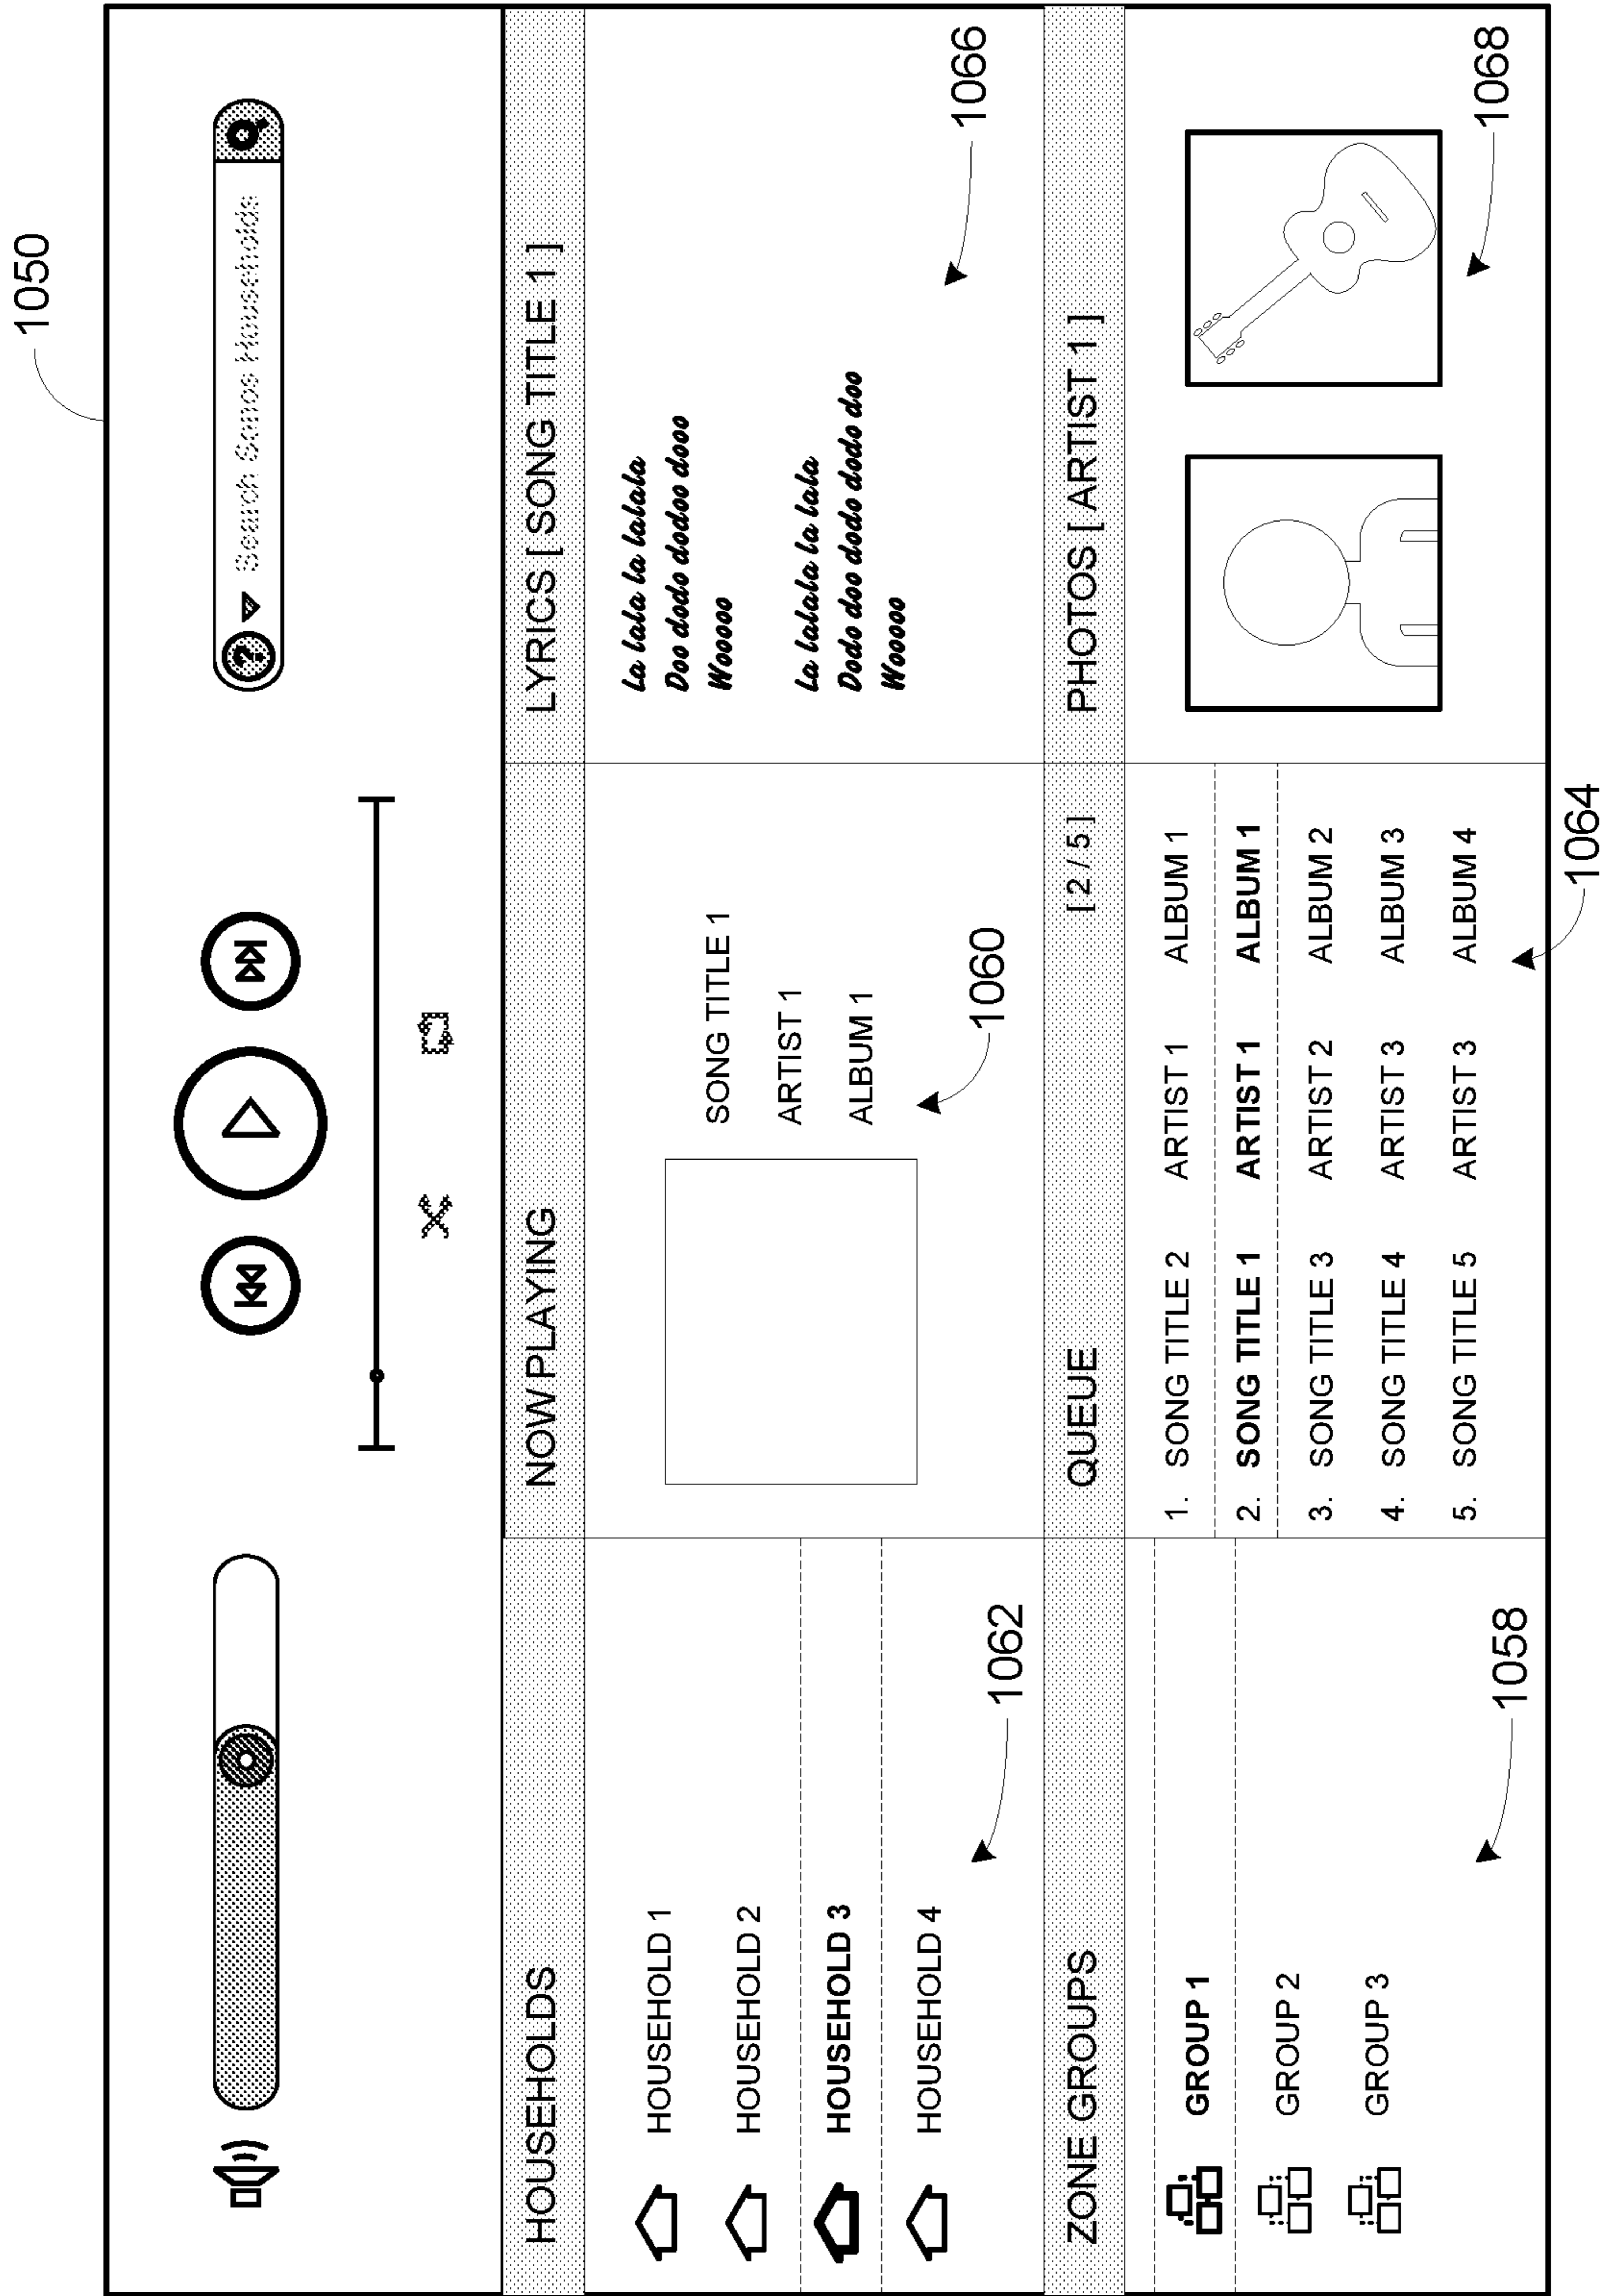 1050
? Search Sonos Households
HOUSEHOLDS
HOUSEHOLD 1
HOUSEHOLD 2
HOUSEHOLD 3
HOUSEHOLD 4
1062
NOW PLAYING
SONG TITLE 1
ARTIST 1
ALBUM 1
1060
LYRICS [ SONG TITLE 1 ]
La lala la la lalala
Doo dodo dodoo dooo
Wooooo
La lalala la la lala
Dodo doo dodo dodo doo
Wooooo
1066
ZONE GROUPS
GROUP 1
GROUP 2
GROUP 3
1058
QUEUE [ 2 / 5 ]
1. SONG TITLE 2 ARTIST 1 ALBUM 1
2. SONG TITLE 1 ARTIST 1 ALBUM 1
3. SONG TITLE 3 ARTIST 2 ALBUM 2
4. SONG TITLE 4 ARTIST 3 ALBUM 3
5. SONG TITLE 5 ARTIST 3 ALBUM 4
1064
PHOTOS [ ARTIST 1 ]
1068